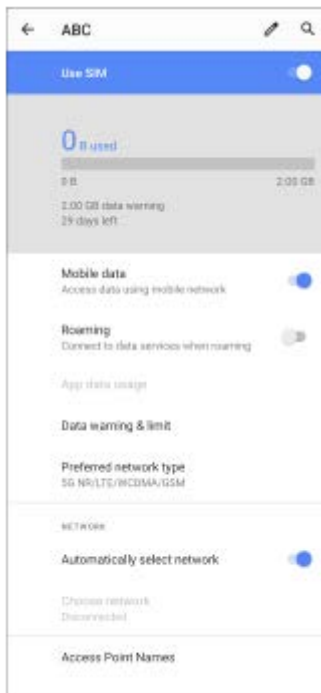 ABC
Use SIM
0 B used
0 B 2.00 GB
2.00 GB data warning
29 days left
Mobile data
Access data using mobile network
Roaming
Connect to data services when roaming
App data usage
Data warning & limit
Preferred network type
5G NR/LTE/WCDMA/GSM
NETWORK
Automatically select network
Choose network
Disconnected
Access Point Names